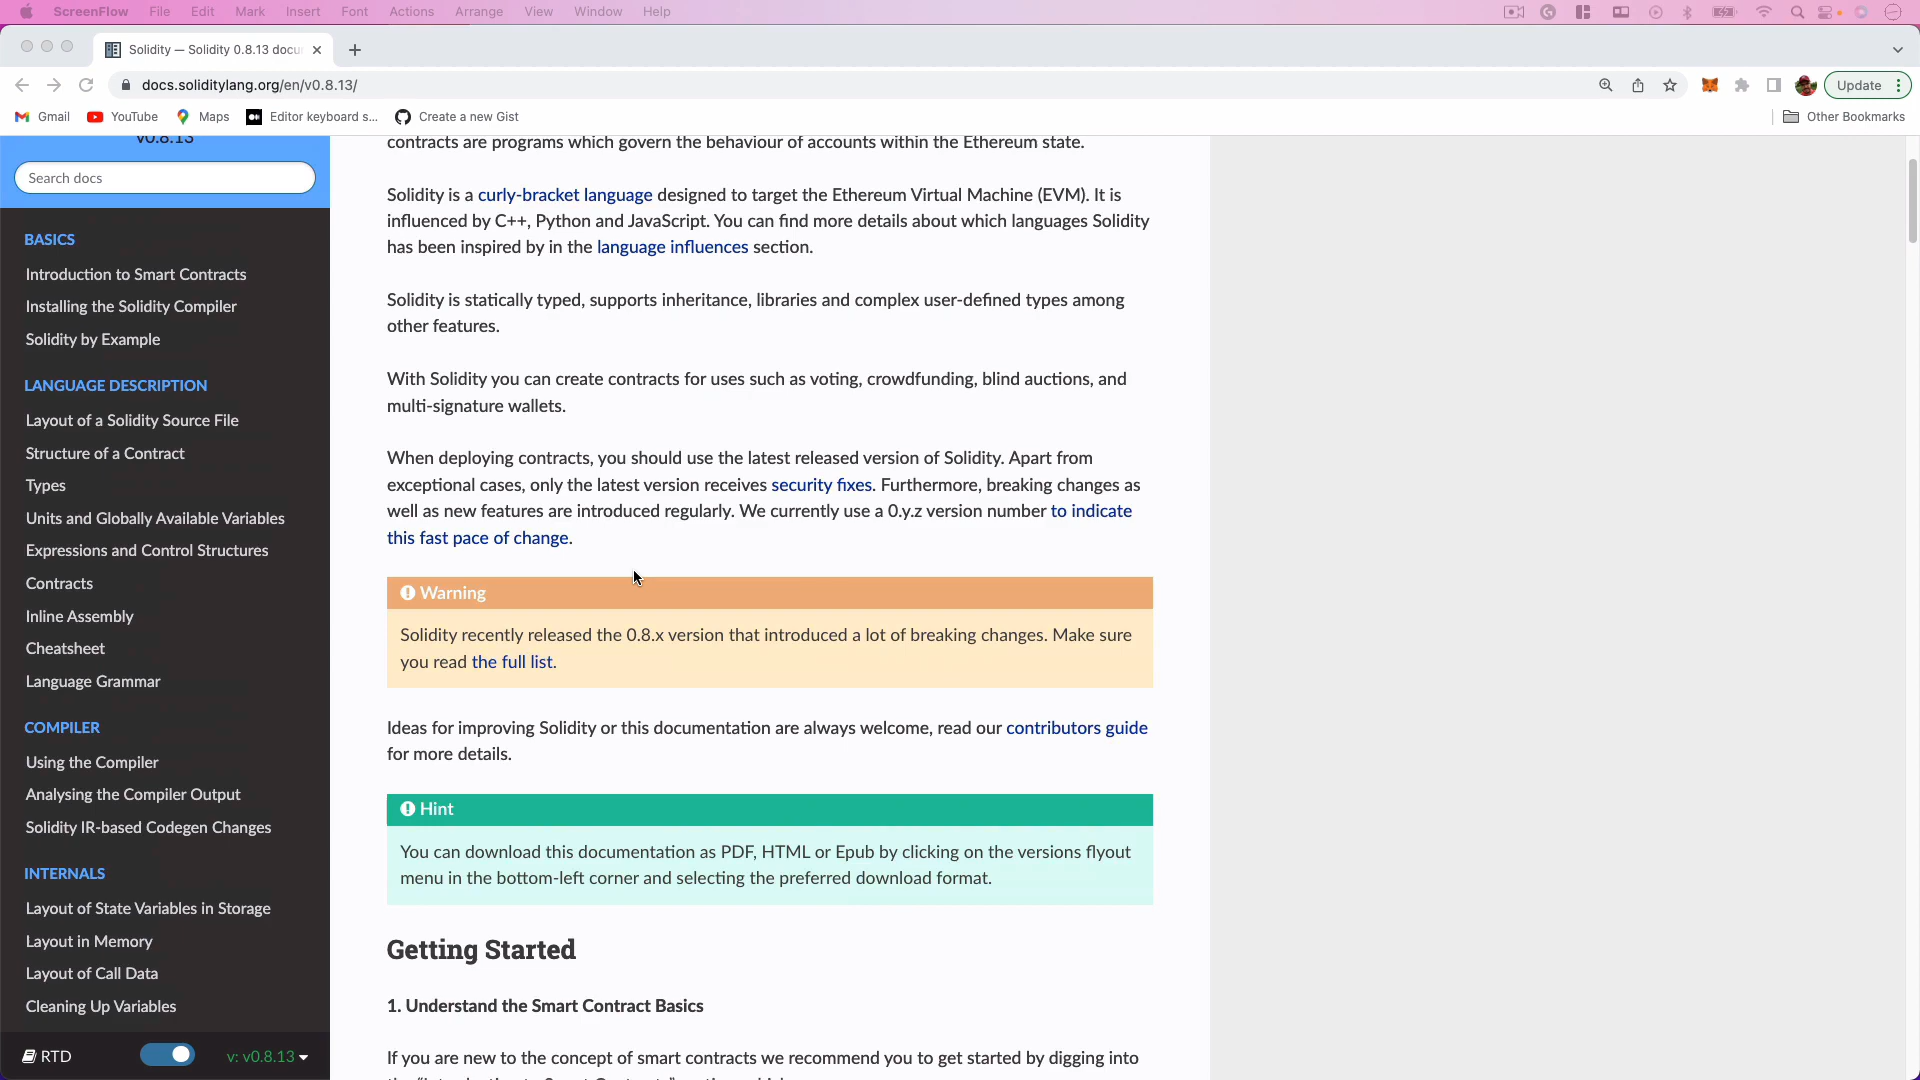 ScreenFlow File Edit Mark Insert Font Actions Arrange View Window Help
Solidity — Solidity 0.8.13 docu
docs.soliditylang.org/en/v0.8.13/
Update
Gmail YouTube Maps Editor keyboard s... Create a new Gist Other Bookmarks
v0.8.13
Search docs
BASICS
Introduction to Smart Contracts
Installing the Solidity Compiler
Solidity by Example
LANGUAGE DESCRIPTION
Layout of a Solidity Source File
Structure of a Contract
Types
Units and Globally Available Variables
Expressions and Control Structures
Contracts
Inline Assembly
Cheatsheet
Language Grammar
COMPILER
Using the Compiler
Analysing the Compiler Output
Solidity IR-based Codegen Changes
INTERNALS
Layout of State Variables in Storage
Layout in Memory
Layout of Call Data
Cleaning Up Variables
RTD v: v0.8.13
contracts are programs which govern the behaviour of accounts within the Ethereum state.
Solidity is a curly-bracket language designed to target the Ethereum Virtual Machine (EVM). It is
influenced by C++, Python and JavaScript. You can find more details about which languages Solidity
has been inspired by in the language influences section.
Solidity is statically typed, supports inheritance, libraries and complex user-defined types among
other features.
With Solidity you can create contracts for uses such as voting, crowdfunding, blind auctions, and
multi-signature wallets.
When deploying contracts, you should use the latest released version of Solidity. Apart from
exceptional cases, only the latest version receives security fixes. Furthermore, breaking changes as
well as new features are introduced regularly. We currently use a 0.y.z version number to indicate
this fast pace of change.
Warning
Solidity recently released the 0.8.x version that introduced a lot of breaking changes. Make sure
you read the full list.
Ideas for improving Solidity or this documentation are always welcome, read our contributors guide
for more details.
Hint
You can download this documentation as PDF, HTML or Epub by clicking on the versions flyout
menu in the bottom-left corner and selecting the preferred download format.
Getting Started
1. Understand the Smart Contract Basics
If you are new to the concept of smart contracts we recommend you to get started by digging into